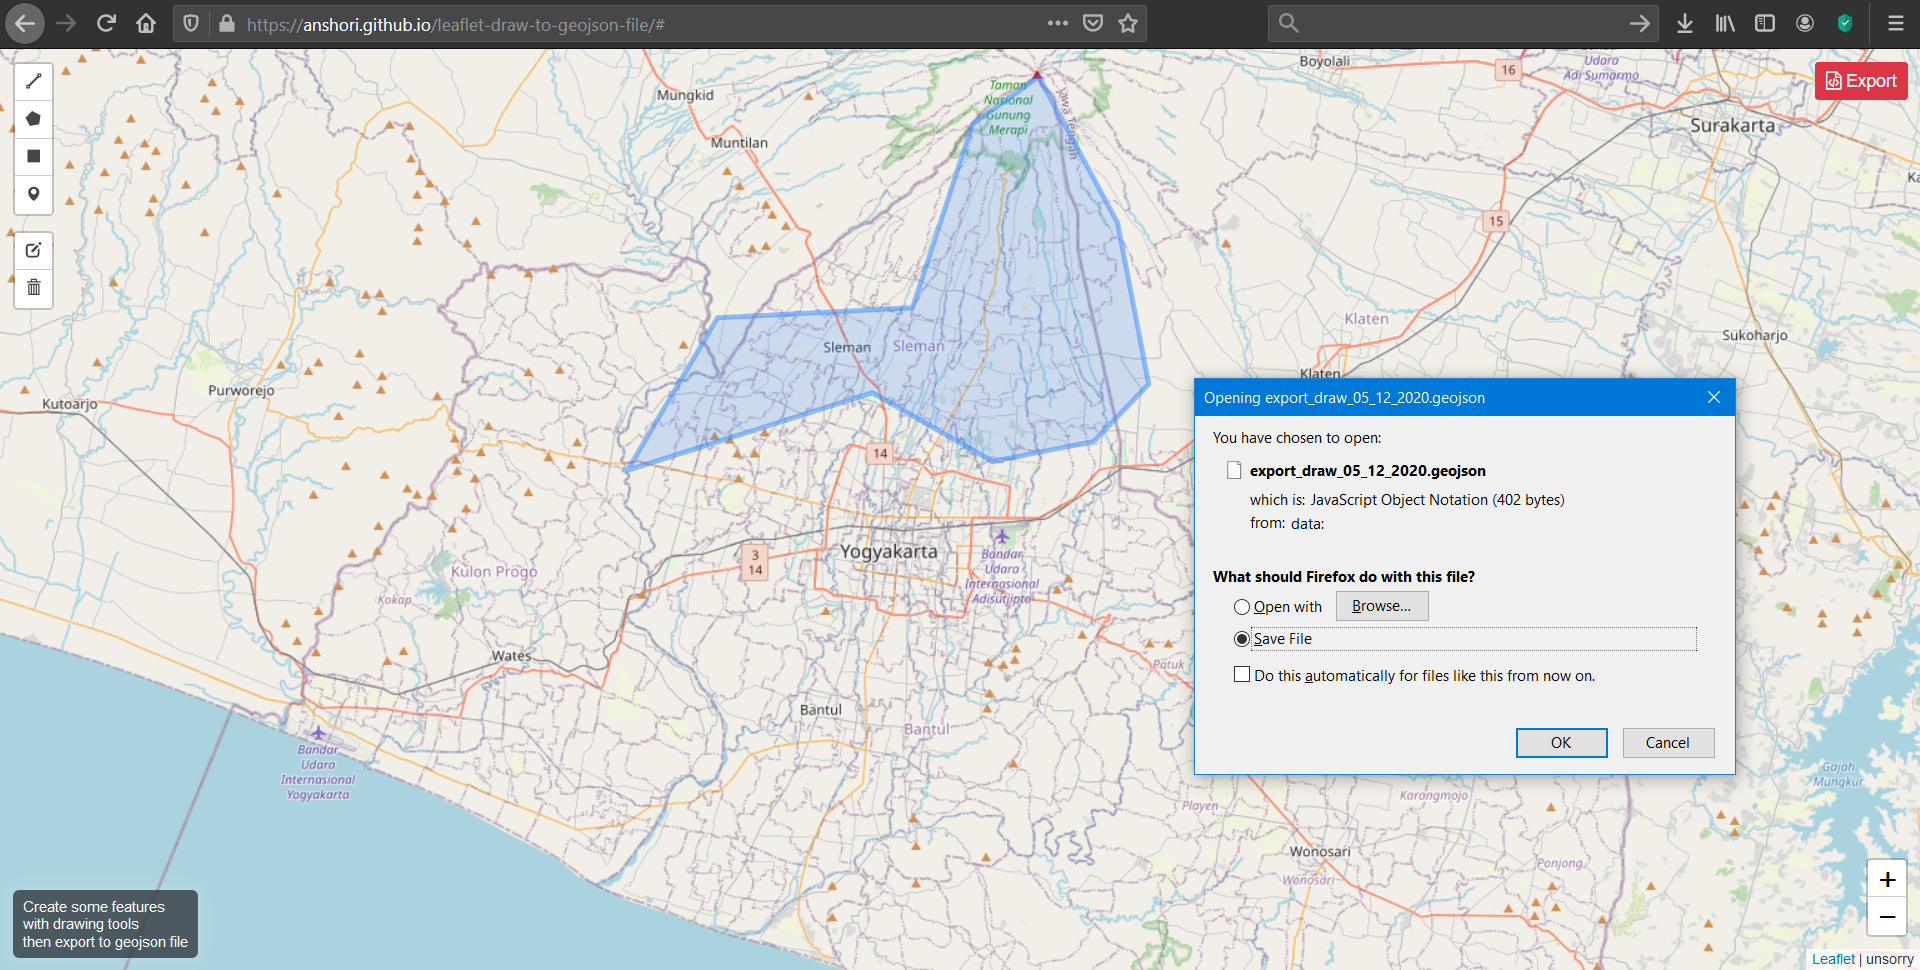 https://anshori.github.io/leaflet-draw-to-geojson-file/#
Export
Mungkid
Muntilan
Taman
Nasional
Gunung
Merapi
Jawa Tengah
Boyolali
16
Udara
Adi Sumarmo
Surakarta
15
Klaten
Klaten
Sukoharjo
Sleman
Sleman
Purworejo
Kutoarjo
14
3
14
Yogyakarta
Bandar
Udara
Internasional
Adisutjipto
Kulon Progo
Kokap
Wates
Bantul
Bantul
Patuk
Bandar
Udara
Internasional
Yogyakarta
Playen
Karangmojo
Wonosari
Wonosari
Ponjong
Gajah
Mungkur
Opening export_draw_05_12_2020.geojson
You have chosen to open:
export_draw_05_12_2020.geojson
which is: JavaScript Object Notation (402 bytes)
from: data:
What should Firefox do with this file?
Open with
Browse...
Save File
Do this automatically for files like this from now on.
OK
Cancel
Create some features
with drawing tools
then export to geojson file
+
−
Leaflet | unsorry